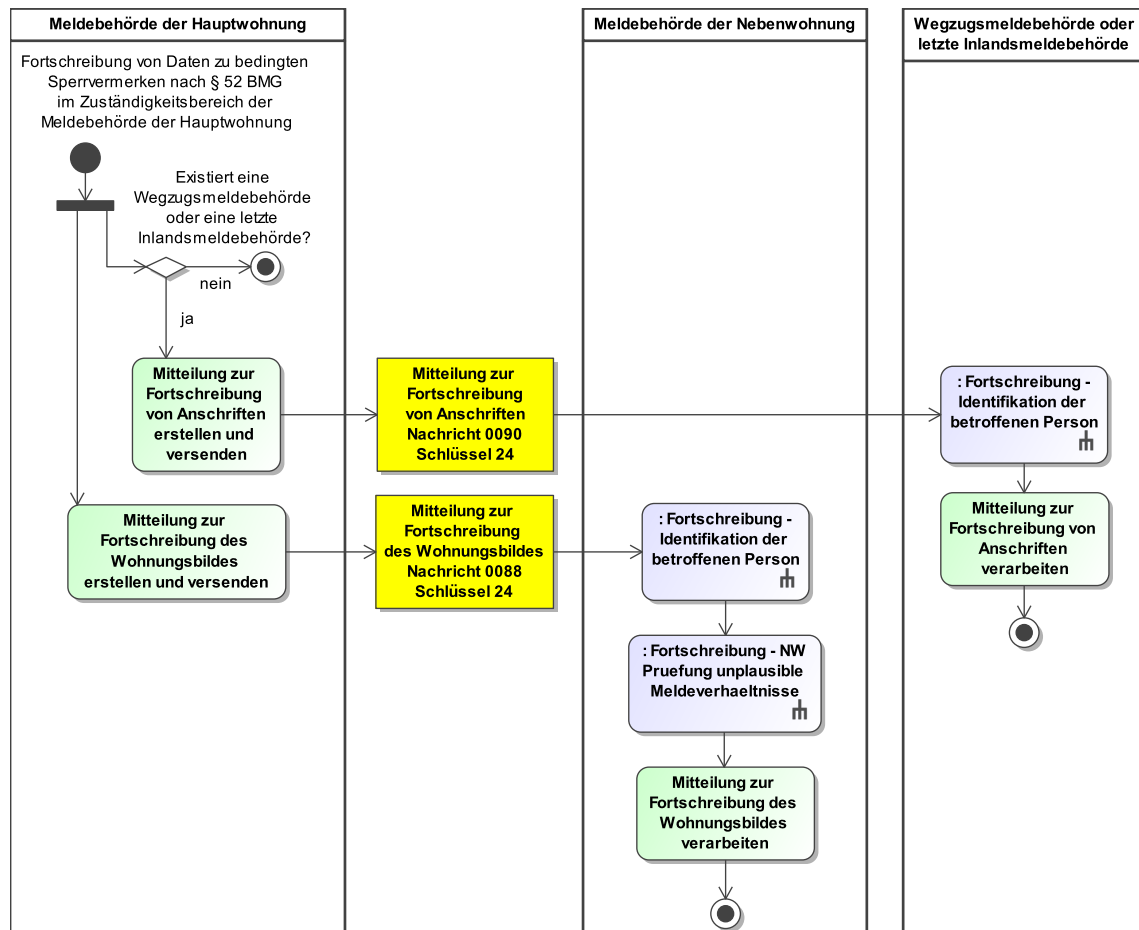 Meldebehörde der Hauptwohnung
Meldebehörde der Nebenwohnung
Wegzugsmeldebehörde oder
letzte Inlandsmeldebehörde
Fortschreibung von Daten zu bedingten
Sperrvermerken nach § 52 BMG
im Zuständigkeitsbereich der
Meldebehörde der Hauptwohnung
Existiert eine
Wegzugsmeldebehörde
oder eine letzte
Inlandsmeldebehörde?
nein
ja
Mitteilung zur
Fortschreibung
von Anschriften
erstellen und
versenden
Mitteilung zur
Fortschreibung
von Anschriften
Nachricht 0090
Schlüssel 24
: Fortschreibung -
Identifikation der
betroffenen Person
Mitteilung zur
Fortschreibung von
Anschriften
verarbeiten
Mitteilung zur
Fortschreibung des
Wohnungsbildes
erstellen und versenden
Mitteilung zur
Fortschreibung
des Wohnungsbildes
Nachricht 0088
Schlüssel 24
: Fortschreibung -
Identifikation der
betroffenen Person
: Fortschreibung - NW
Pruefung unplausible
Meldeverhaeltnisse
Mitteilung zur
Fortschreibung des
Wohnungsbildes
verarbeiten